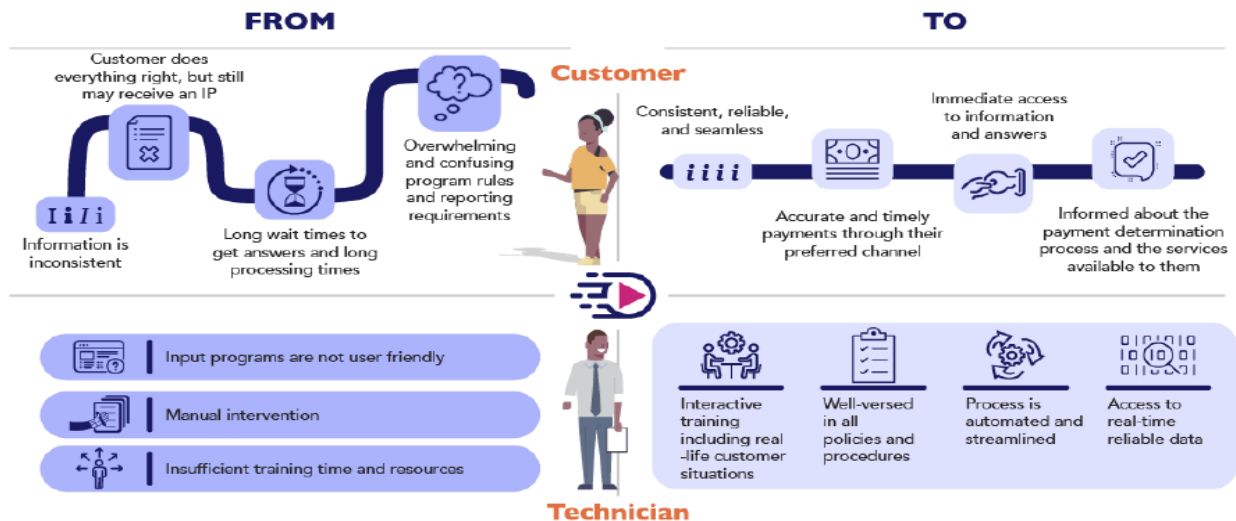 FROM
TO
Customer does
everything right, but still
may receive an IP
Information is
inconsistent
I i I i
Long wait times to
get answers and long
processing times
Overwhelming
and confusing
program rules
and reporting
requirements
Customer
Consistent, reliable,
and seamless
i i i i
Accurate and timely
payments through their
preferred channel
Immediate access
to information
and answers
Informed about the
payment determination
process and the services
available to them
Input programs are not user friendly
Manual intervention
Insufficient training time and resources
Technician
Interactive
training
including real
-life customer
situations
Well-versed
in all
policies and
procedures
Process is
automated and
streamlined
Access to
real-time
reliable data